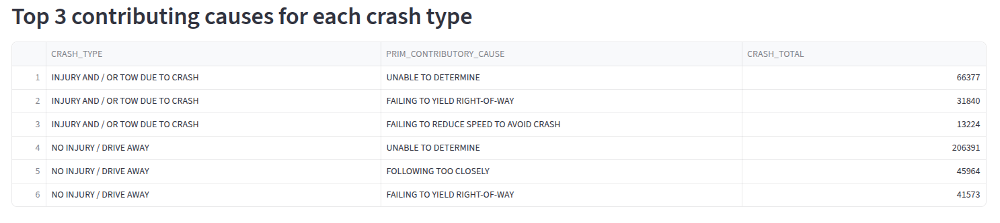 Top 3 contributing causes for each crash type
CRASH_TYPE PRIM_CONTRIBUTORY_CAUSE CRASH_TOTAL
1 INJURY AND / OR TOW DUE TO CRASH UNABLE TO DETERMINE 66377
2 INJURY AND / OR TOW DUE TO CRASH FAILING TO YIELD RIGHT-OF-WAY 31840
3 INJURY AND / OR TOW DUE TO CRASH FAILING TO REDUCE SPEED TO AVOID CRASH 13224
4 NO INJURY / DRIVE AWAY UNABLE TO DETERMINE 206391
5 NO INJURY / DRIVE AWAY FOLLOWING TOO CLOSELY 45964
6 NO INJURY / DRIVE AWAY FAILING TO YIELD RIGHT-OF-WAY 41573